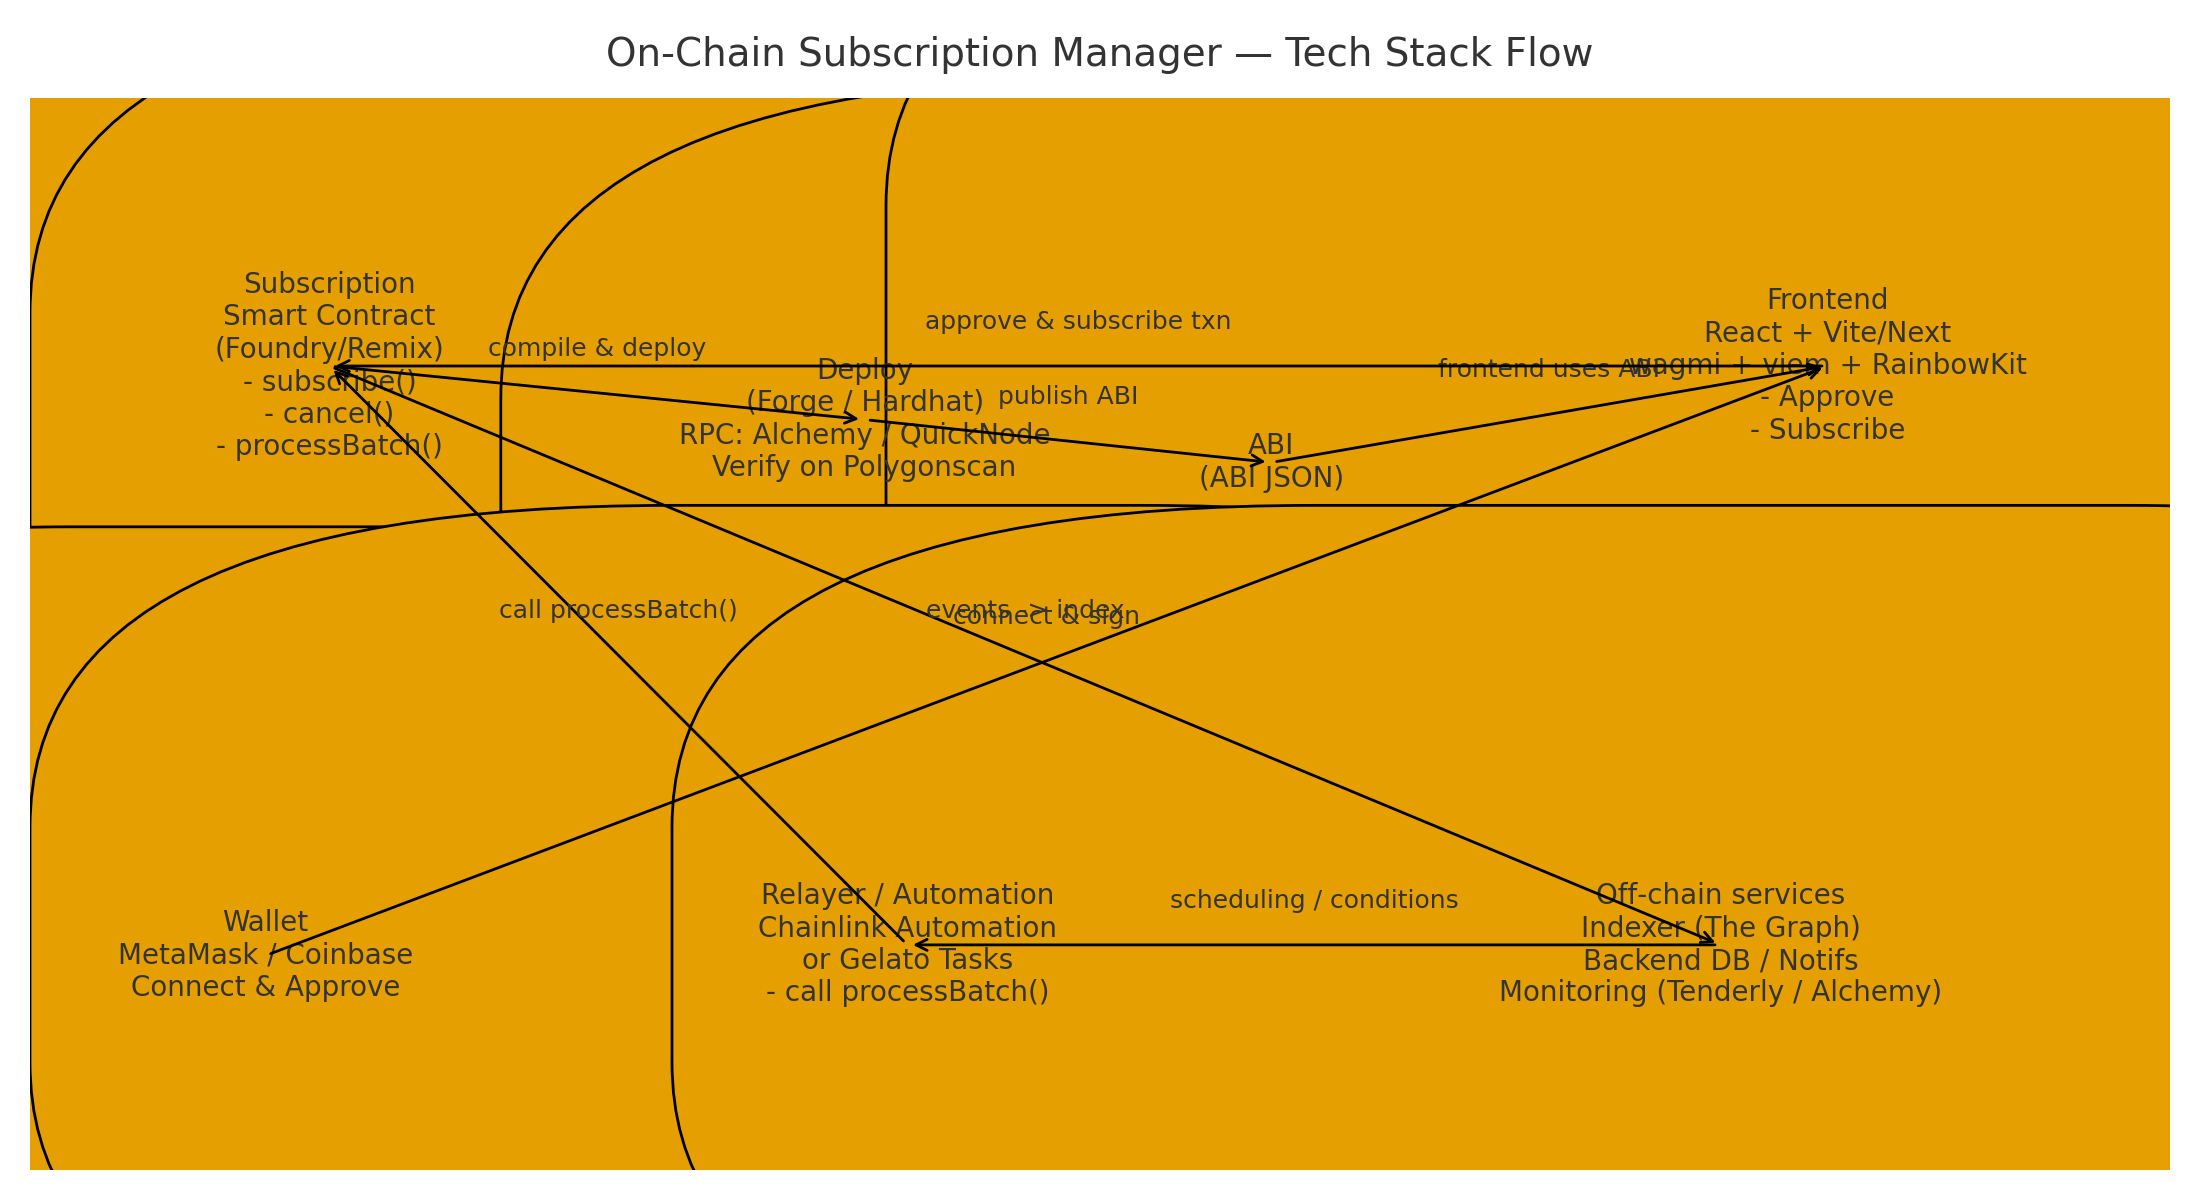 On-Chain Subscription Manager — Tech Stack Flow
Subscription
Smart Contract
(Foundry/Remix)
- subscribe()
- cancel()
- processBatch()
compile & deploy
Deploy
(Forge / Hardhat)
RPC: Alchemy / QuickNode
Verify on Polygonscan
approve & subscribe txn
publish ABI
ABI
(ABI JSON)
frontend uses ABI
Frontend
React + Vite/Next
wagmi + viem + RainbowKit
- Approve
- Subscribe
call processBatch()
events -> index
connect & sign
Wallet
MetaMask / Coinbase
Connect & Approve
Relayer / Automation
Chainlink Automation
or Gelato Tasks
- call processBatch()
scheduling / conditions
Off-chain services
Indexer (The Graph)
Backend DB / Notifs
Monitoring (Tenderly / Alchemy)